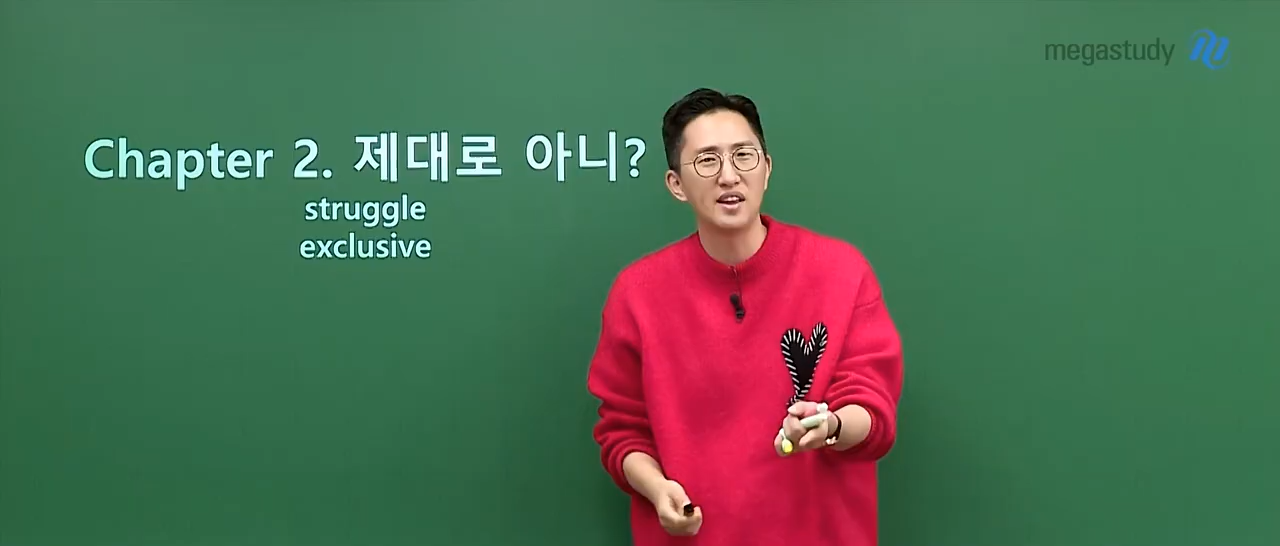 megastudy
Chapter 2. 제대로 아니?
struggle
exclusive